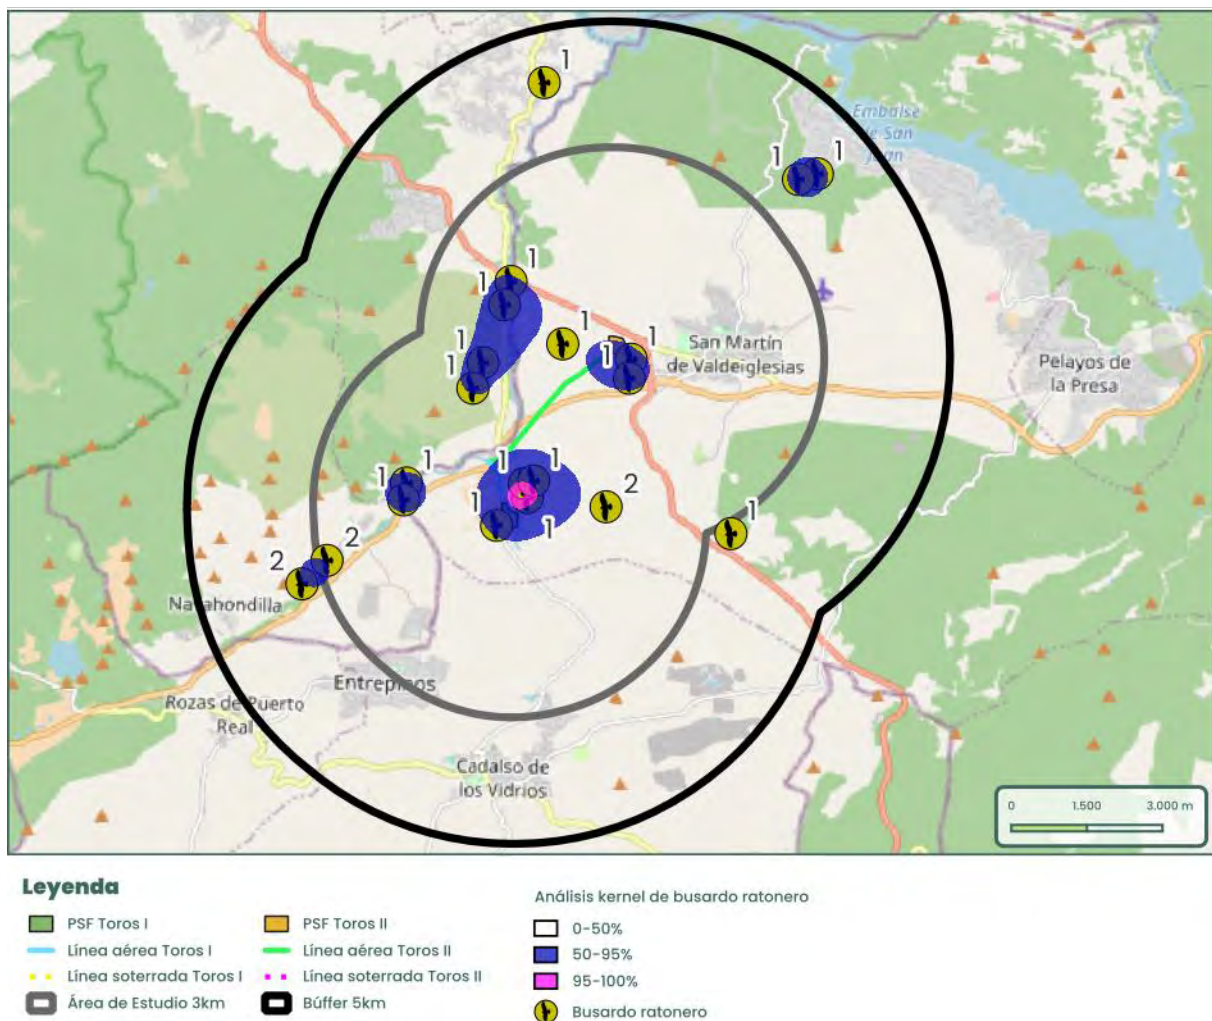 1
Embalse
de San
Juan
1
1
1
1
1
1
1
1
1
San Martín
de Valdeiglesias
Pelayos de
la Presa
1
1
1
1
1
2
1
1
2
2
Navahondilla
Entrepinos
Rozas de Puerto
Real
Cadalso de
los Vidrios
0 1.500 3.000 m
Leyenda
PSF Toros I
PSF Toros II
Línea aérea Toros I
Línea aérea Toros II
Línea soterrada Toros I
Línea soterrada Toros II
Área de Estudio 3km
Búffer 5km
Análisis kernel de busardo ratonero
0-50%
50-95%
95-100%
Busardo ratonero